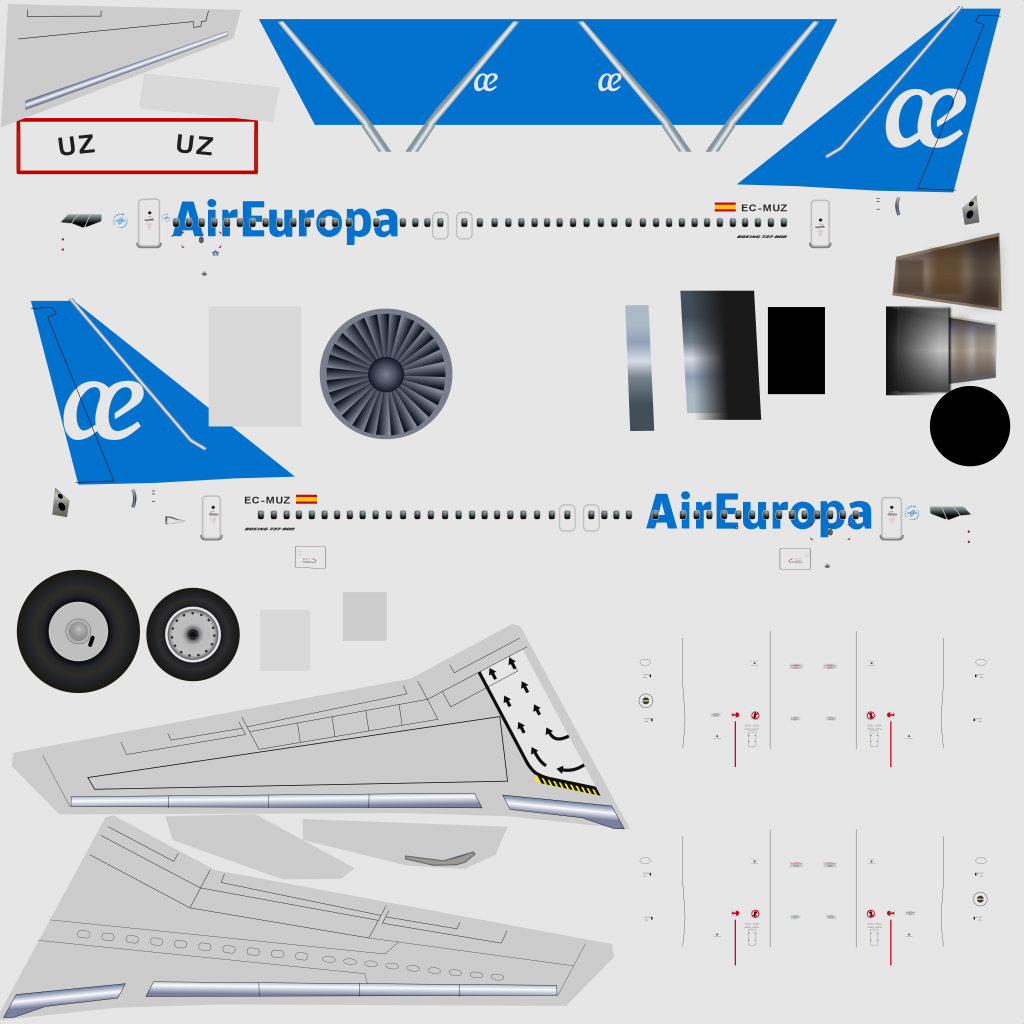 UZ UZ
æ æ
æ
AirEuropa
EC-MUZ
BOEING 737-800
æ
EC-MUZ
BOEING 737-800
AirEuropa